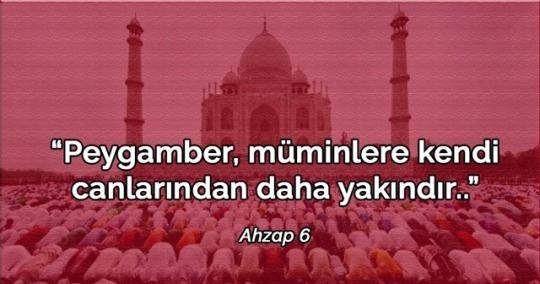 “Peygamber, müminlere kendi
canlarından daha yakındır..”
Ahzap 6